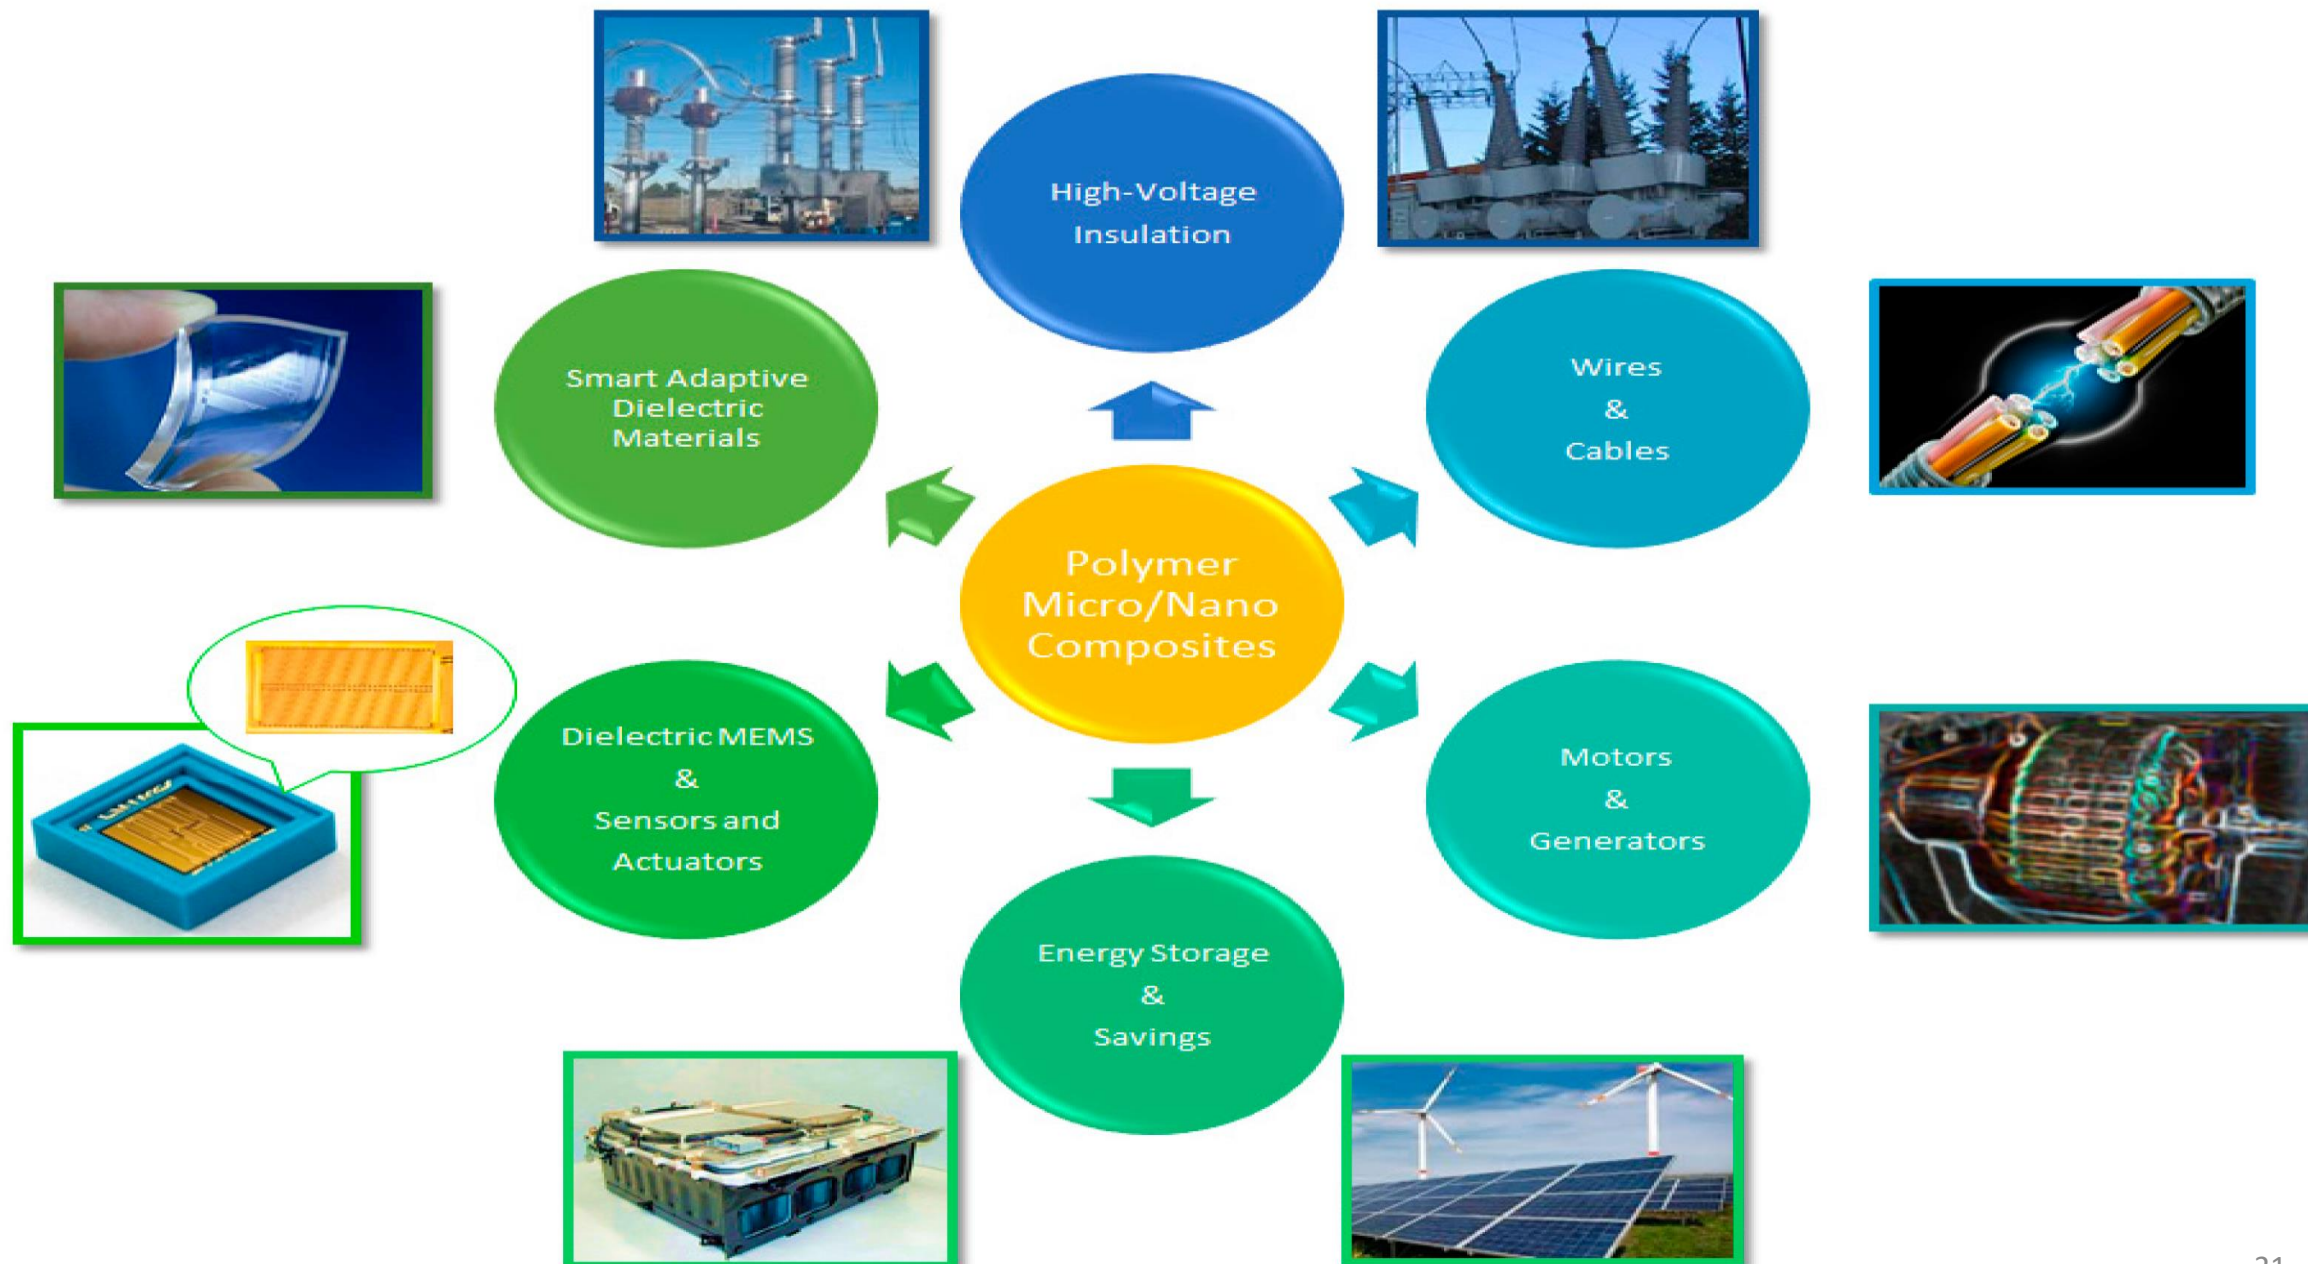 High-Voltage
Insulation
Smart Adaptive
Dielectric
Materials
Wires
&
Cables
Polymer
Micro/Nano
Composites
Dielectric MEMS
&
Sensors and
Actuators
Motors
&
Generators
Energy Storage
&
Savings